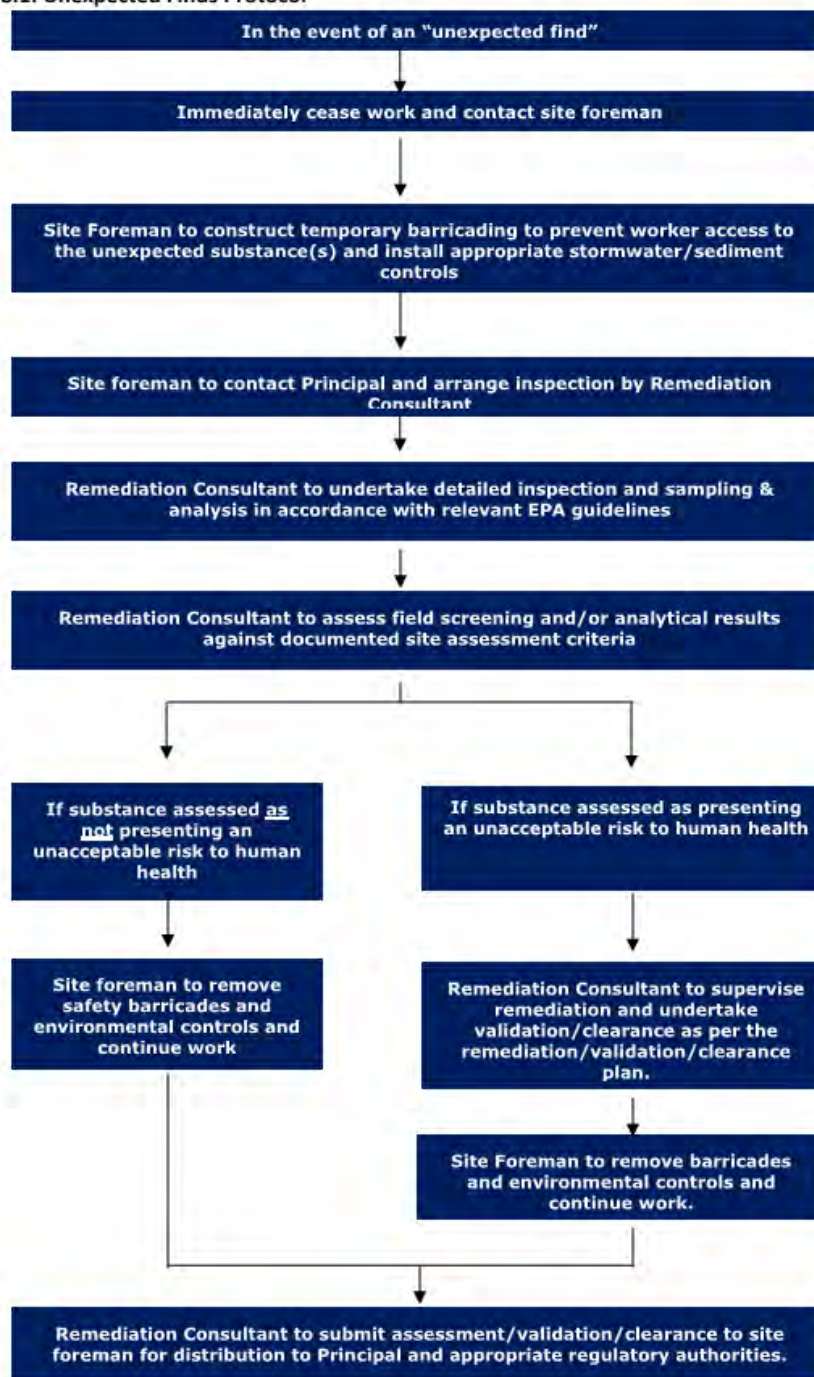 Unexpected Finds Protocol
In the event of an “unexpected find”
Immediately cease work and contact site foreman
Site Foreman to construct temporary barricading to prevent worker access to
the unexpected substance(s) and install appropriate stormwater/sediment
controls
Site foreman to contact Principal and arrange inspection by Remediation
Consultant
Remediation Consultant to undertake detailed inspection and sampling &
analysis in accordance with relevant EPA guidelines
Remediation Consultant to assess field screening and/or analytical results
against documented site assessment criteria
If substance assessed as
not presenting an
unacceptable risk to human
health
If substance assessed as presenting
an unacceptable risk to human health
Site foreman to remove
safety barricades and
environmental controls and
continue work
Remediation Consultant to supervise
remediation and undertake
validation/clearance as per the
remediation/validation/clearance
plan.
Site Foreman to remove barricades
and environmental controls and
continue work.
Remediation Consultant to submit assessment/validation/clearance to site
foreman for distribution to Principal and appropriate regulatory authorities.